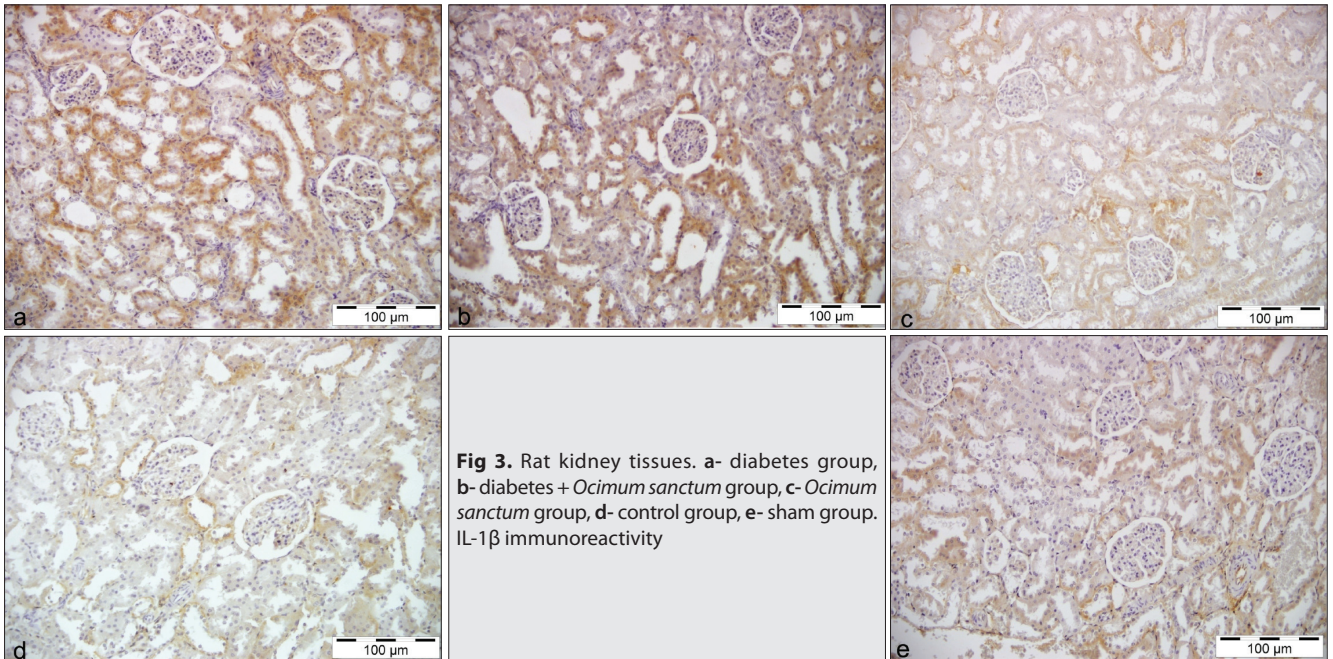 a
100 µm
b
100 µm
c
100 µm
d
100 µm
Fig 3. Rat kidney tissues. a- diabetes group,
b- diabetes + Ocimum sanctum group, c- Ocimum
sanctum group, d- control group, e- sham group.
IL-1β immunoreactivity
e
100 µm